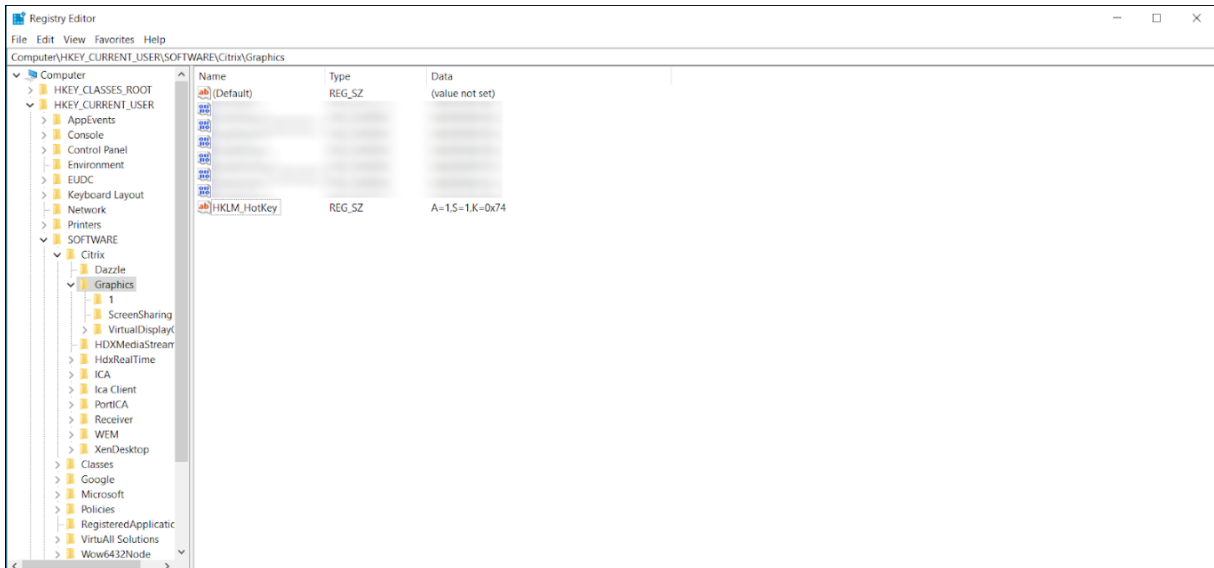 Registry Editor
File Edit View Favorites Help
Computer\HKEY_CURRENT_USER\SOFTWARE\Citrix\Graphics
Computer
HKEY_CLASSES_ROOT
HKEY_CURRENT_USER
AppEvents
Console
Control Panel
Environment
EUDC
Keyboard Layout
Network
Printers
SOFTWARE
Citrix
Dazzle
Graphics
1
ScreenSharing
VirtualDisplay
HDXMediaStream
HdxRealTime
ICA
Ica Client
PortICA
Receiver
WEM
XenDesktop
Classes
Google
Microsoft
Policies
RegisteredApplicatic
VirtuAll Solutions
Wow6432Node
Name Type Data
(Default) REG_SZ (value not set)
HKLM_HotKey REG_SZ A=1,S=1,K=0x74